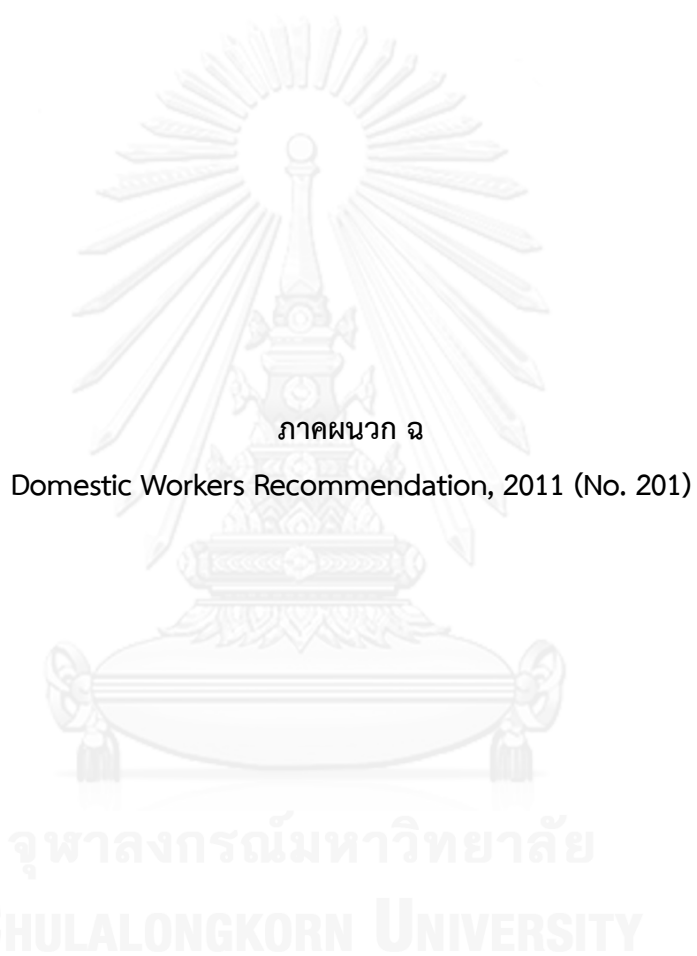 ภาคผนวก ฉ
Domestic Workers Recommendation, 2011 (No. 201)
จุฬาลงกรณ์มหาวิทยาลัย
CHULALONGKORN UNIVERSITY